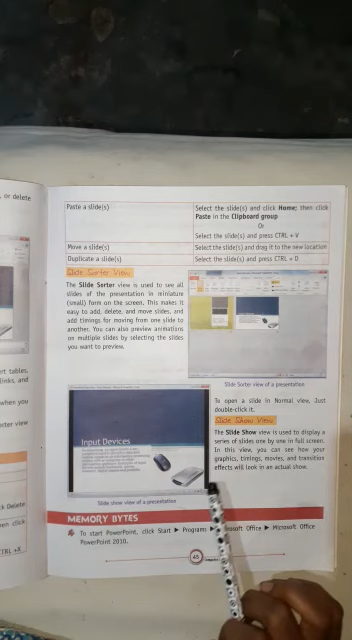 , or delete
ert tables,
links, and
when you
orter view
k Delete
hen click
TRL +X
Paste a slide(s)
Select the slide(s) and click Home; then click
Paste in the Clipboard group
Or
Select the slide(s) and press CTRL + V
Move a slide(s)
Select the slide(s) and drag it to the new location
Duplicate a slide(s)
Select the slide(s) and press CTRL + D
Slide Sorter View
The Slide Sorter view is used to see
all slides of the presentation in miniature
(small) form on the screen. This makes it
easy to add, delete, and move slides, and
add timings for moving from one slide to
another. You can also preview animations
on multiple slides by selecting the slides
you want to preview.
Slide Sorter view of a presentation
To open a slide in Normal view, Just
double-click it.
Slide Show View
The Slide Show view is used to display a
series of slides one by one in full screen.
In this view, you can see how your
graphics, timings, movies, and transition
effects will look in an actual show.
Input Devices
Slide show view of a presentation
MEMORY BYTES
To start PowerPoint, click Start ► Programs osoft Office ► Microsoft Office
PowerPoint 2010.
45